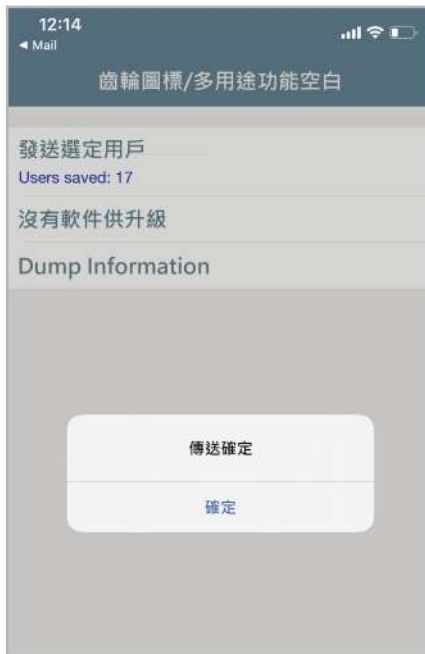 12:14
◀ Mail
齒輪圖標/多用途功能空白
發送選定用戶
Users saved: 17
沒有軟件供升級
Dump Information
傳送確定
確定